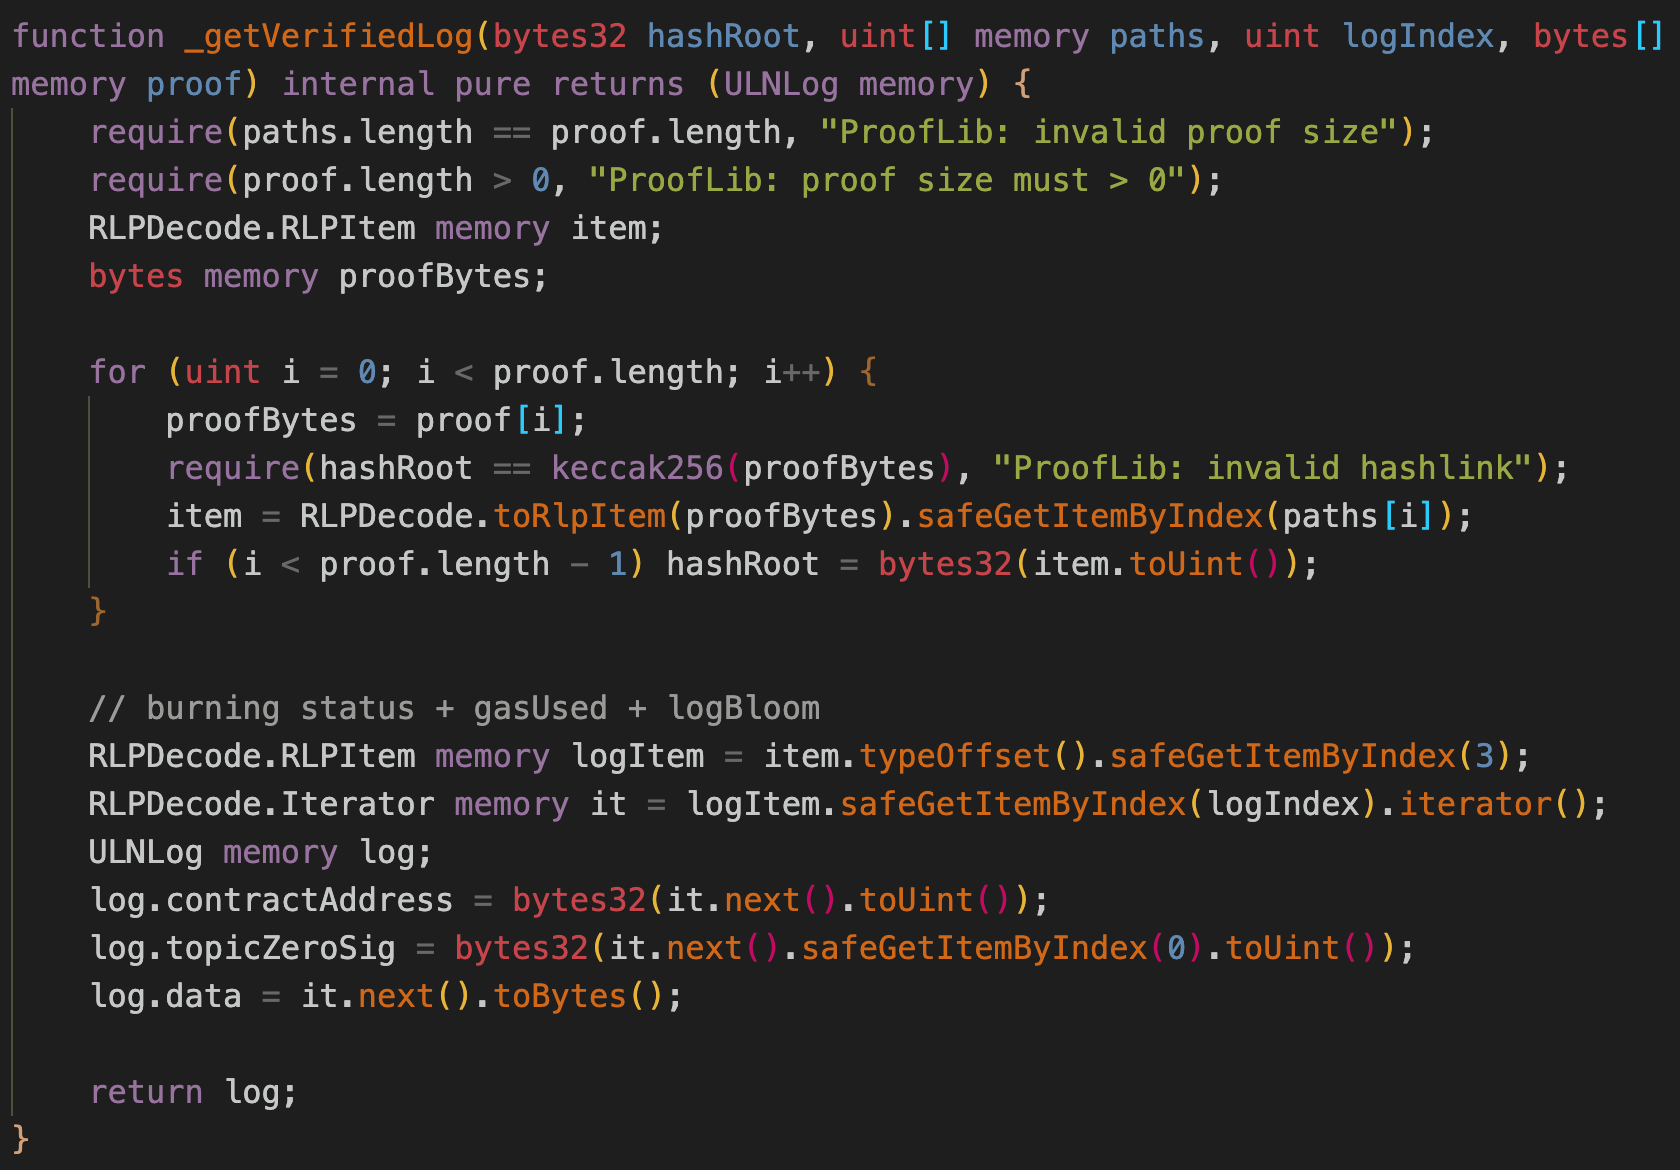 function _getVerifiedLog(bytes32 hashRoot, uint[] memory paths, uint logIndex, bytes[]
memory proof) internal pure returns (ULNLog memory) {
require(paths.length == proof.length, "ProofLib: invalid proof size");
require(proof.length > 0, "ProofLib: proof size must > 0");
RLPDecode.RLPItem memory item;
bytes memory proofBytes;
for (uint i = 0; i < proof.length; i++) {
proofBytes = proof[i];
require(hashRoot == keccak256(proofBytes), "ProofLib: invalid hashlink");
item = RLPDecode.toRlpItem(proofBytes).safeGetItemByIndex(paths[i]);
if (i < proof.length - 1) hashRoot = bytes32(item.toUint());
}
// burning status + gasUsed + logBloom
RLPDecode.RLPItem memory logItem = item.typeOffset().safeGetItemByIndex(3);
RLPDecode.Iterator memory it = logItem.safeGetItemByIndex(logIndex).iterator();
ULNLog memory log;
log.contractAddress = bytes32(it.next().toUint());
log.topicZeroSig = bytes32(it.next().safeGetItemByIndex(0).toUint());
log.data = it.next().toBytes();
return log;
}